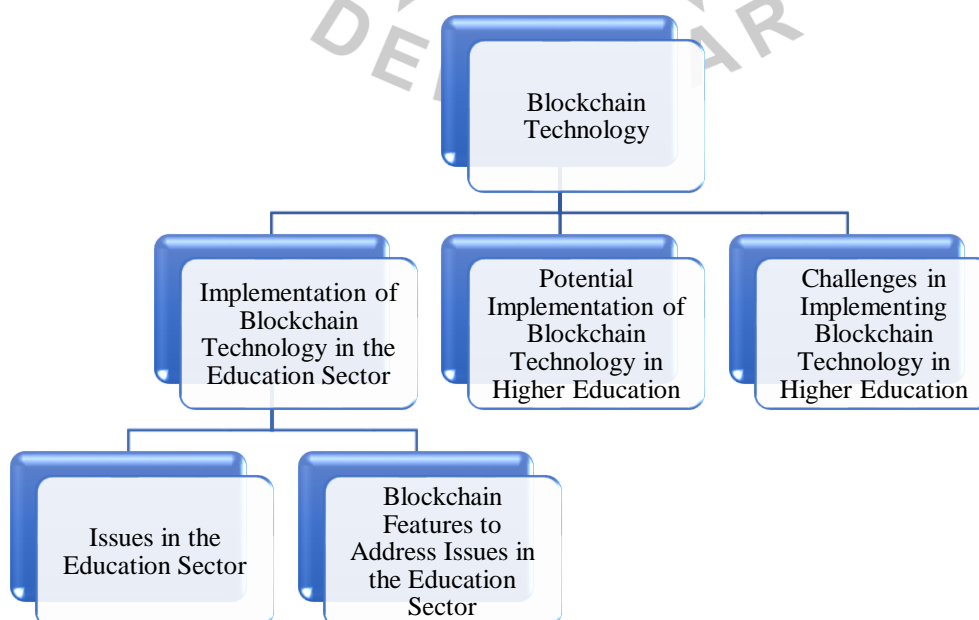 Blockchain
Technology
Implementation of
Blockchain
Technology in the
Education Sector
Potential
Implementation of
Blockchain
Technology in
Higher Education
Challenges in
Implementing
Blockchain
Technology in
Higher Education
Issues in the
Education Sector
Blockchain
Features to
Address Issues in
the Education
Sector